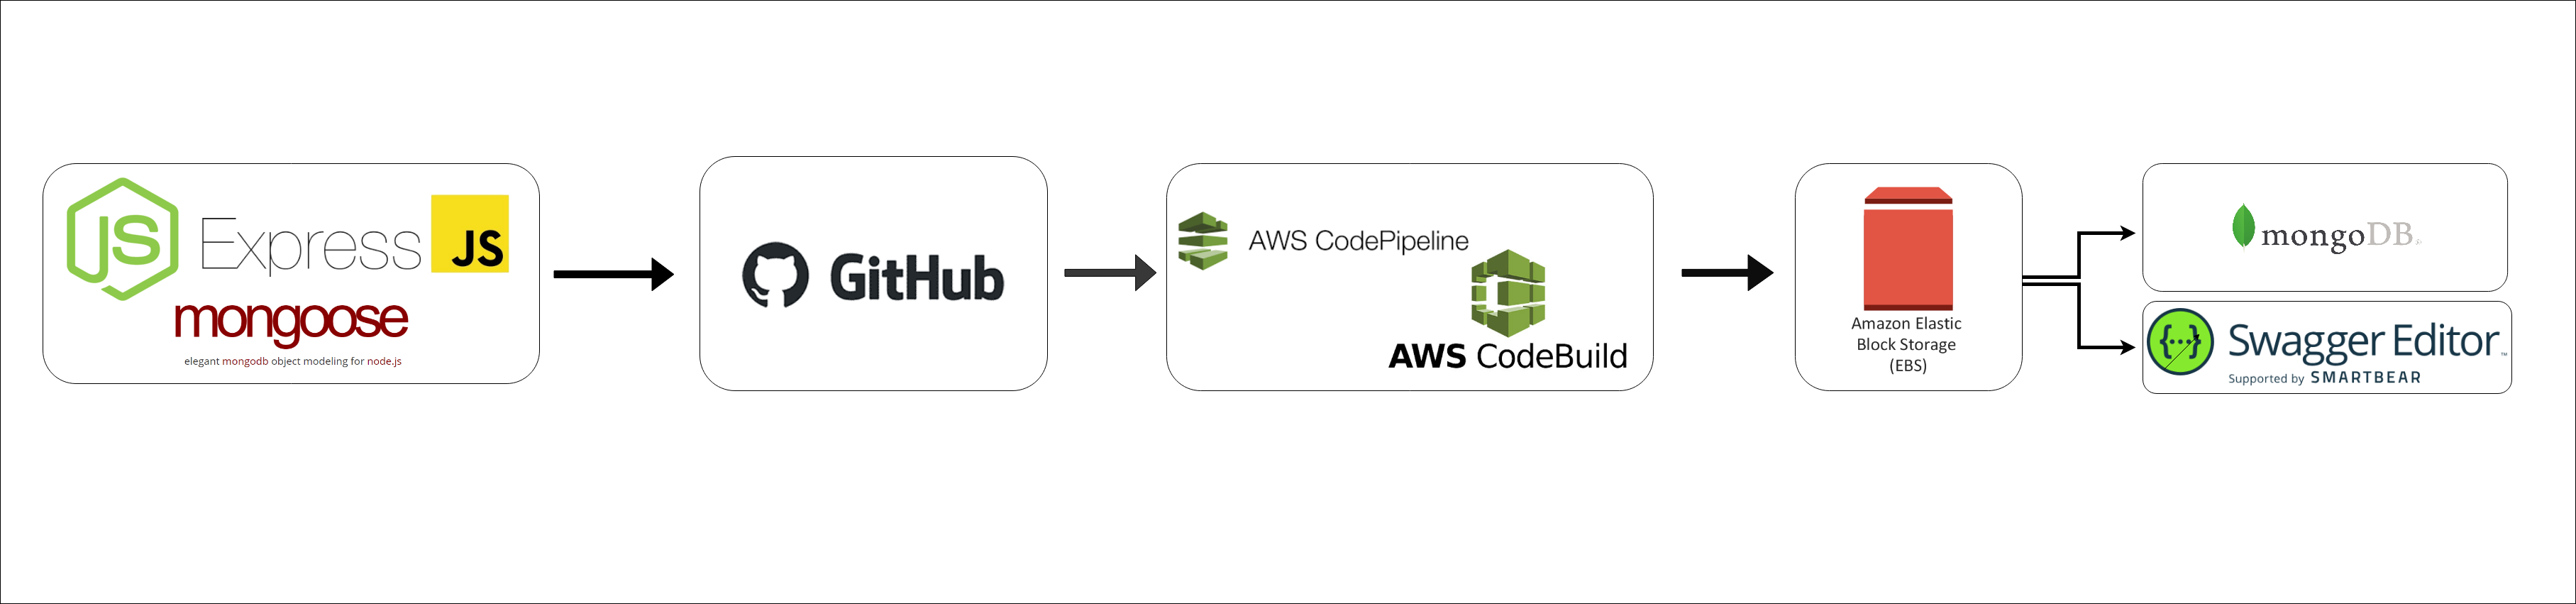 JS
Express
JS
mongoose
elegant mongodb object modeling for node.js
GitHub
AWS CodePipeline
AWS CodeBuild
Amazon Elastic
Block Storage
(EBS)
mongoDB
{···}
Swagger Editor™
Supported by SMARTBEAR